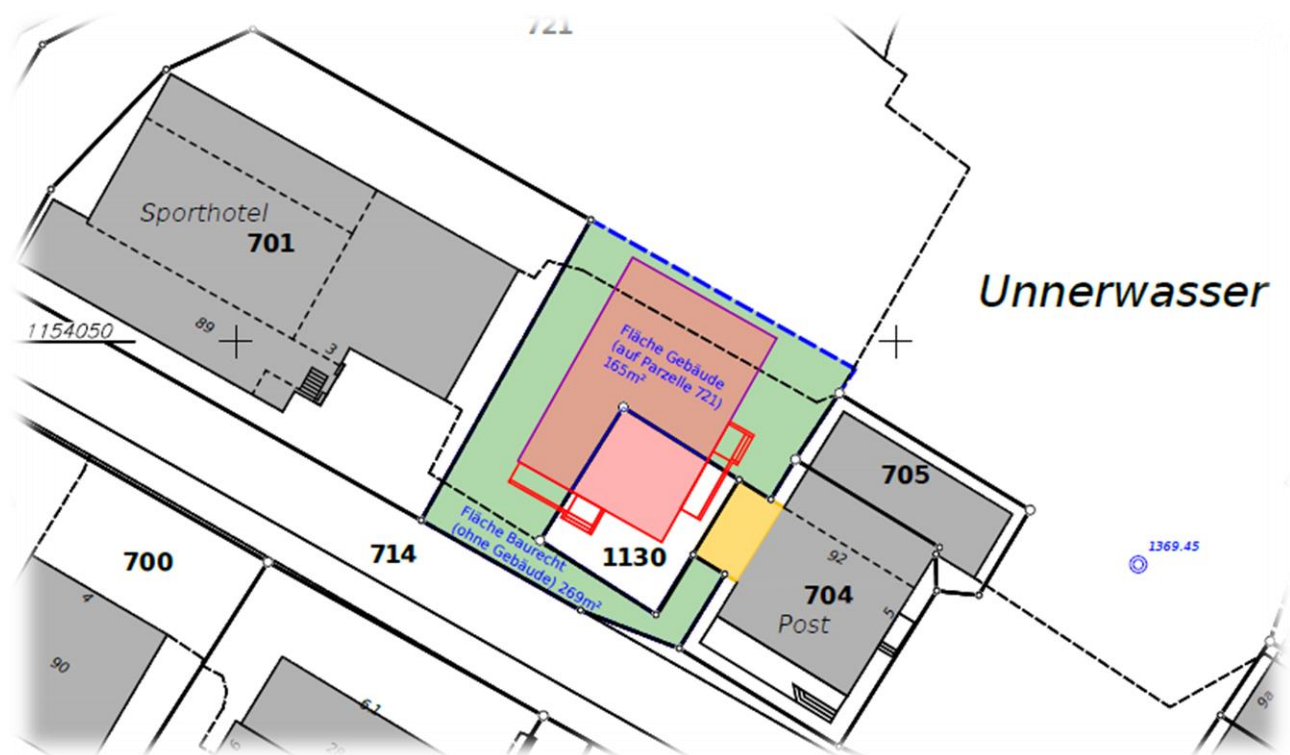 721
Sporthotel
701
Unnerwasser
1154050
89
3
Fläche Gebäude
(auf Parzelle 721)
165m²
705
Fläche Baurecht
(ohne Gebäude) 269m²
700
714
1130
92
1369.45
704
Post
5
4
90
61
9a